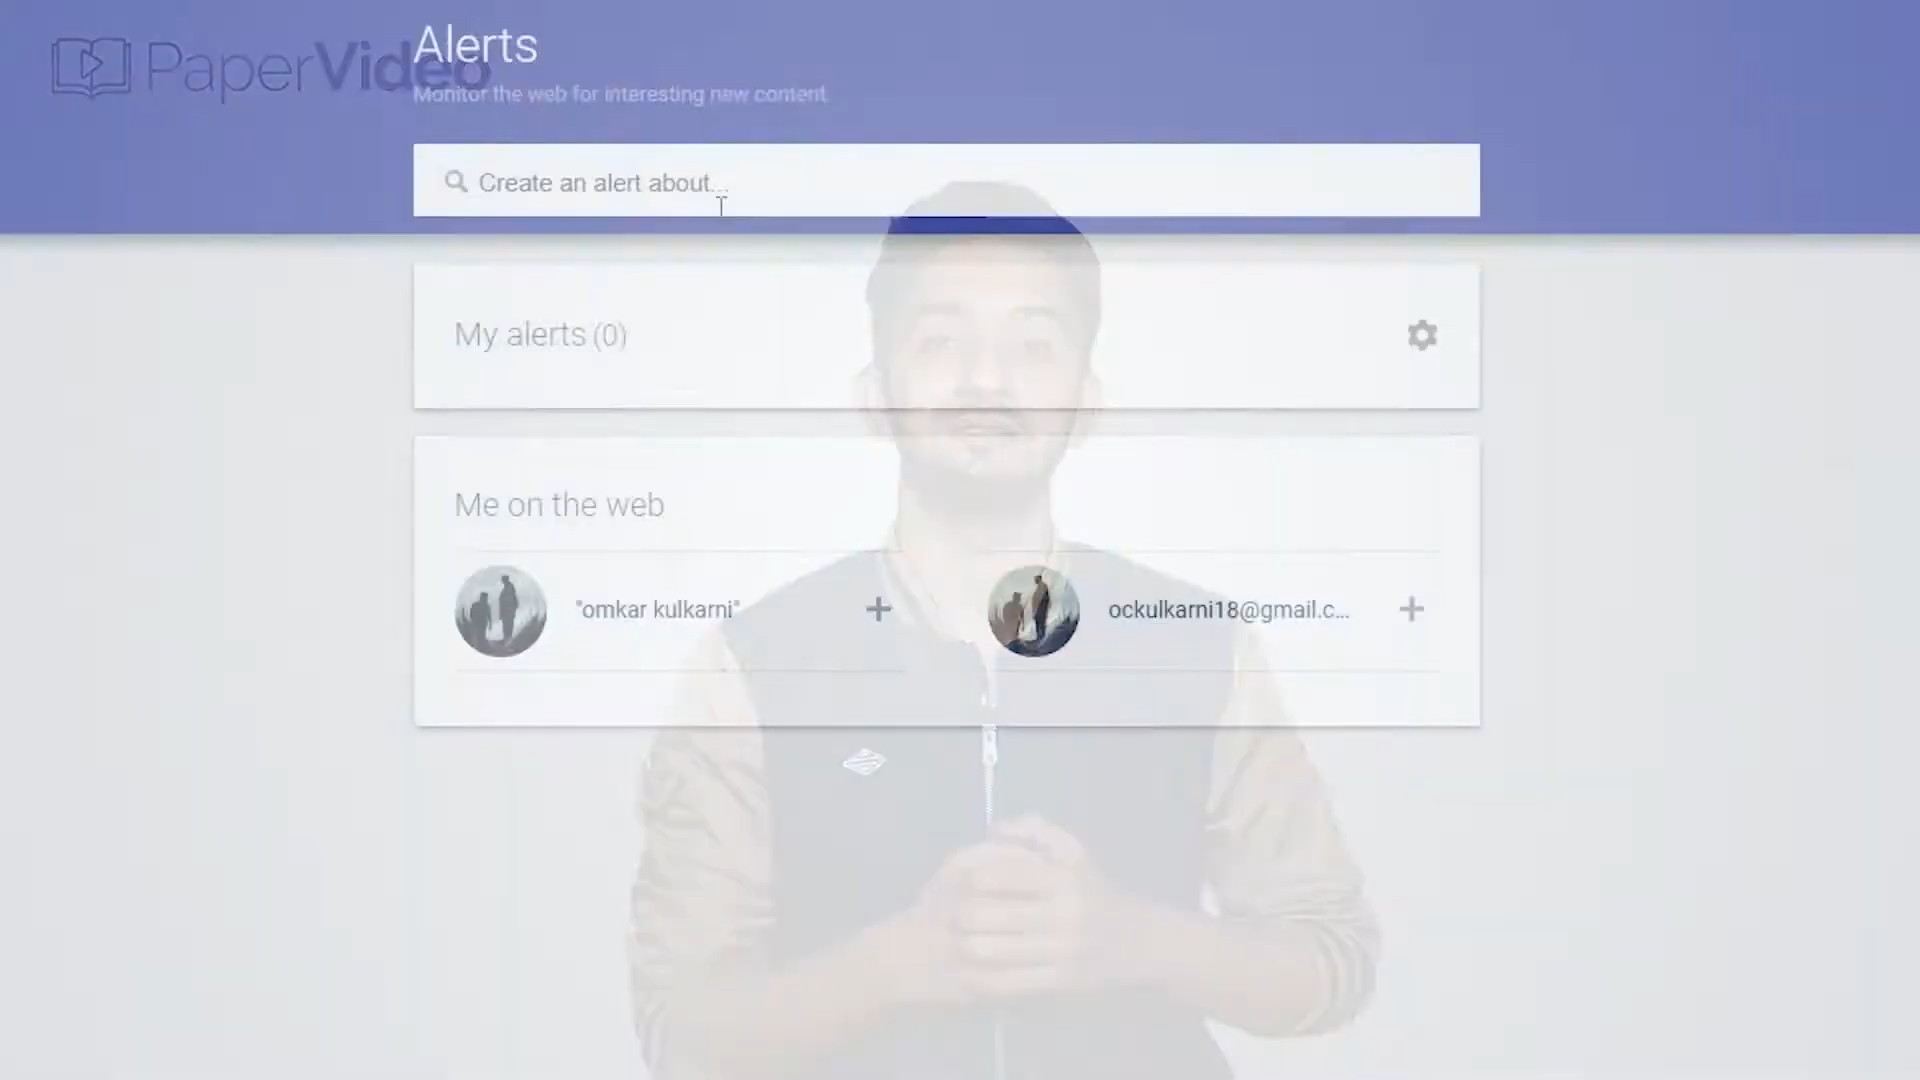 PaperVideo
Alerts
Monitor the web for interesting new content
Create an alert about...
My alerts (0)
Me on the web
"omkar kulkarni"
ockulkarni18@gmail.c...